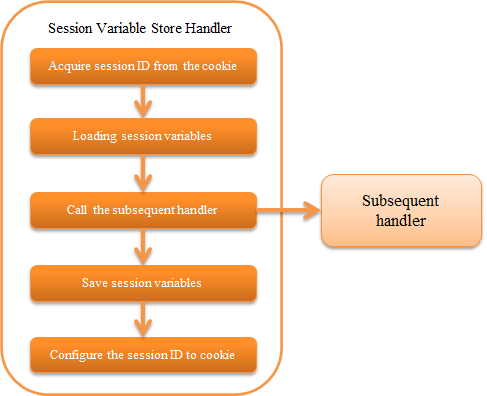 Session Variable Store Handler
Acquire session ID from the cookie
Loading session variables
Call the subsequent handler
Subsequent
handler
Save session variables
Configure the session ID to cookie